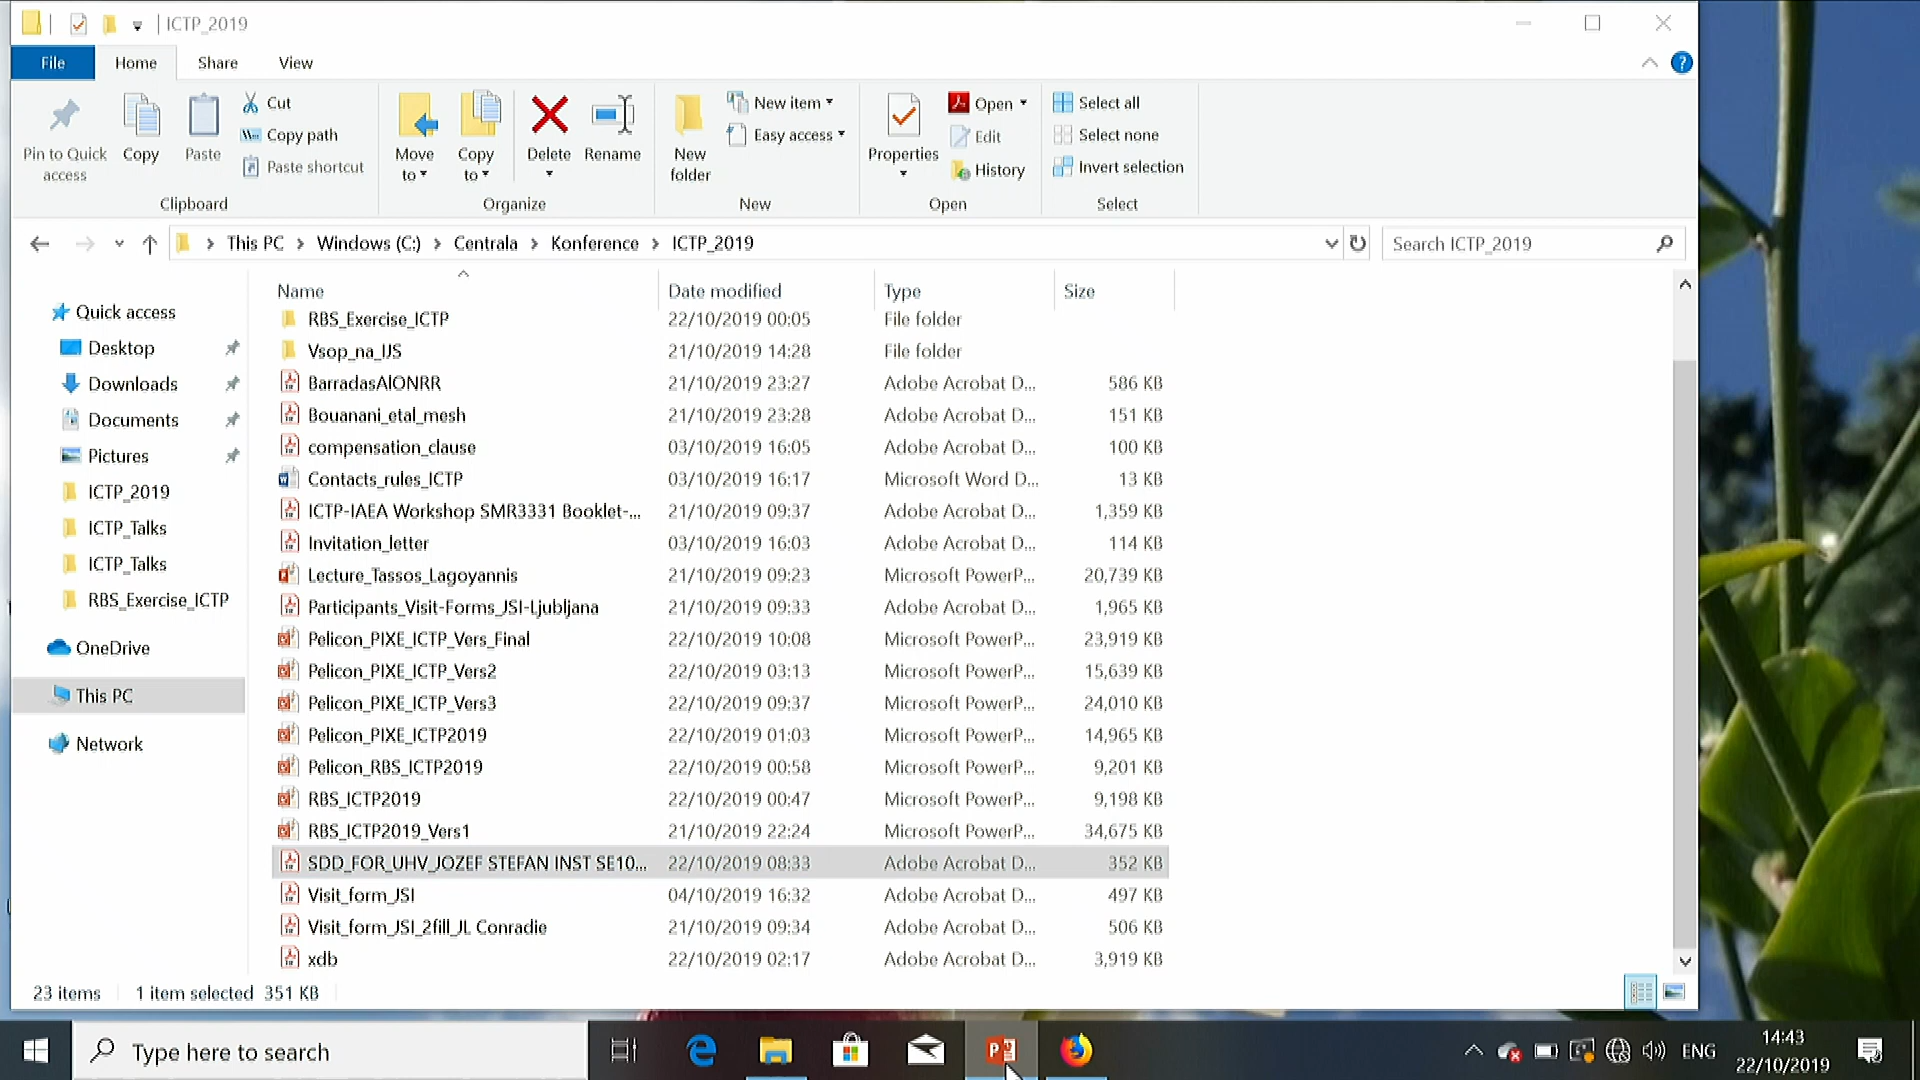 ICTP_2019
File
Home
Share
View
Pin to Quick access
Copy
Paste
Cut
Copy path
Paste shortcut
Clipboard
Move to
Copy to
Delete
Rename
Organize
New folder
New item
Easy access
New
Properties
Open
Edit
History
Open
Select all
Select none
Invert selection
Select
This PC > Windows (C:) > Centrala > Konference > ICTP_2019
Search ICTP_2019
Quick access
Desktop
Downloads
Documents
Pictures
ICTP_2019
ICTP_Talks
ICTP_Talks
RBS_Exercise_ICTP
OneDrive
This PC
Network
Name Date modified Type Size
RBS_Exercise_ICTP 22/10/2019 00:05 File folder
Vsop_na_IJS 21/10/2019 14:28 File folder
BarradasAlONRR 21/10/2019 23:27 Adobe Acrobat D... 586 KB
Bouanani_etal_mesh 21/10/2019 23:28 Adobe Acrobat D... 151 KB
compensation_clause 03/10/2019 16:05 Adobe Acrobat D... 100 KB
Contacts_rules_ICTP 03/10/2019 16:17 Microsoft Word D... 13 KB
ICTP-IAEA Workshop SMR3331 Booklet-... 21/10/2019 09:37 Adobe Acrobat D... 1,359 KB
Invitation_letter 03/10/2019 16:03 Adobe Acrobat D... 114 KB
Lecture_Tassos_Lagoyannis 21/10/2019 09:23 Microsoft PowerP... 20,739 KB
Participants_Visit-Forms_JSI-Ljubljana 21/10/2019 09:33 Adobe Acrobat D... 1,965 KB
Pelicon_PIXE_ICTP_Vers_Final 22/10/2019 10:08 Microsoft PowerP... 23,919 KB
Pelicon_PIXE_ICTP_Vers2 22/10/2019 03:13 Microsoft PowerP... 15,639 KB
Pelicon_PIXE_ICTP_Vers3 22/10/2019 09:37 Microsoft PowerP... 24,010 KB
Pelicon_PIXE_ICTP2019 22/10/2019 01:03 Microsoft PowerP... 14,965 KB
Pelicon_RBS_ICTP2019 22/10/2019 00:58 Microsoft PowerP... 9,201 KB
RBS_ICTP2019 22/10/2019 00:47 Microsoft PowerP... 9,198 KB
RBS_ICTP2019_Vers1 21/10/2019 22:24 Microsoft PowerP... 34,675 KB
SDD_FOR_UHV_JOZEF STEFAN INST SE10... 22/10/2019 08:33 Adobe Acrobat D... 352 KB
Visit_form_JSI 04/10/2019 16:32 Adobe Acrobat D... 497 KB
Visit_form_JSI_2fill_JL Conradie 21/10/2019 09:34 Adobe Acrobat D... 506 KB
xdb 22/10/2019 02:17 Adobe Acrobat D... 3,919 KB
23 items 1 item selected 351 KB
Type here to search
ENG
14:43
22/10/2019